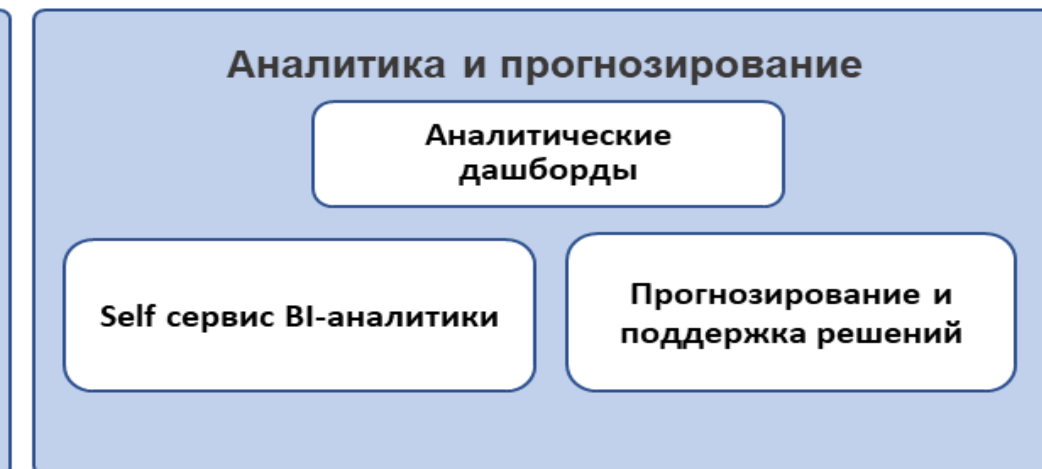 Аналитика и прогнозирование
Аналитические
дашборды
Self сервис BI-аналитики
Прогнозирование и
поддержка решений